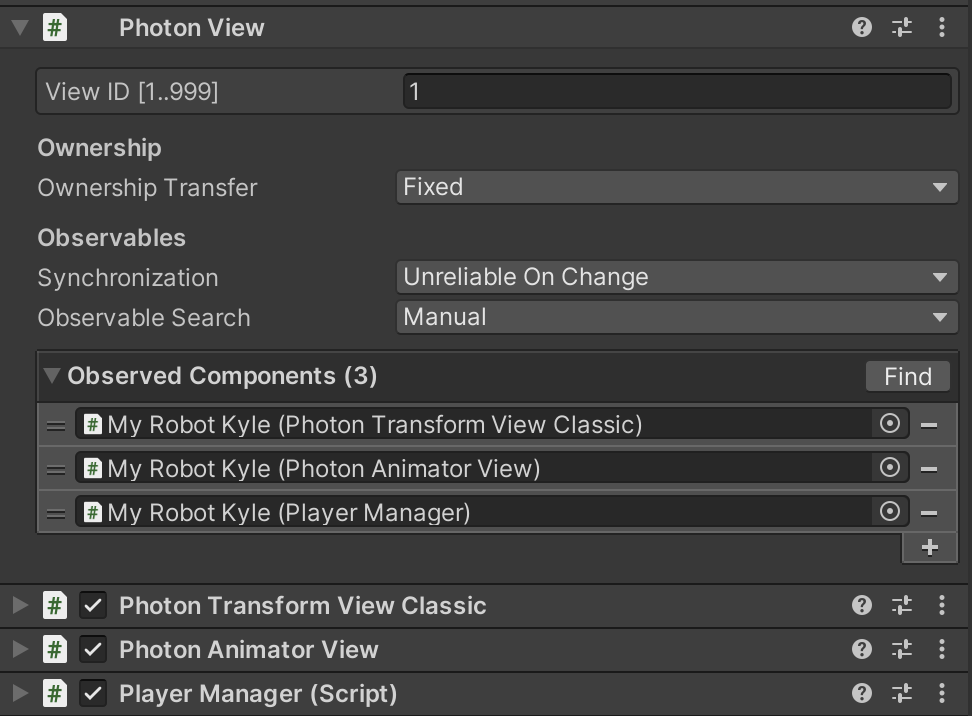 Photon View
View ID [1..999] 1
Ownership
Ownership Transfer Fixed
Observables
Synchronization Unreliable On Change
Observable Search Manual
Observed Components (3) Find
# My Robot Kyle (Photon Transform View Classic)
# My Robot Kyle (Photon Animator View)
# My Robot Kyle (Player Manager)
+
# Photon Transform View Classic
# Photon Animator View
# Player Manager (Script)